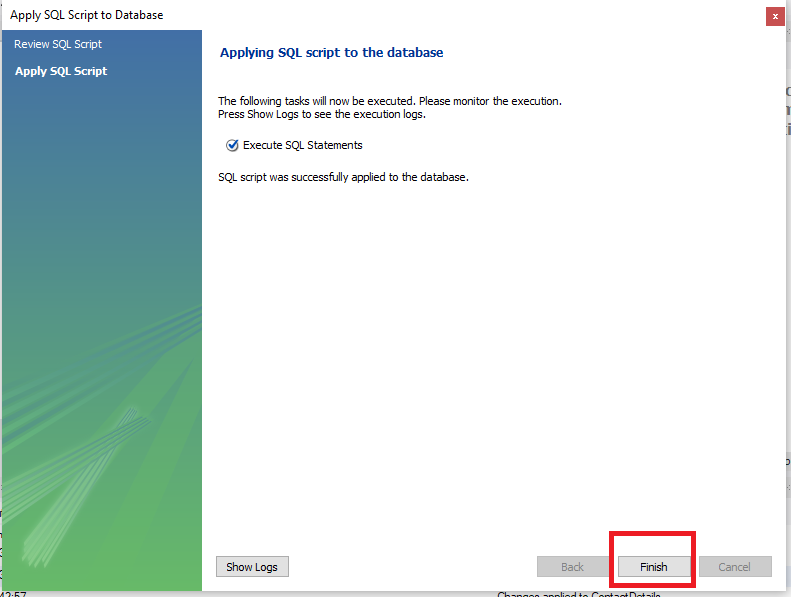 Apply SQL Script to Database
x
Review SQL Script
Apply SQL Script
Applying SQL script to the database
The following tasks will now be executed. Please monitor the execution.
Press Show Logs to see the execution logs.
Execute SQL Statements
SQL script was successfully applied to the database.
Show Logs
Back
Finish
Cancel
42:57
Changes applied to ContactDetails